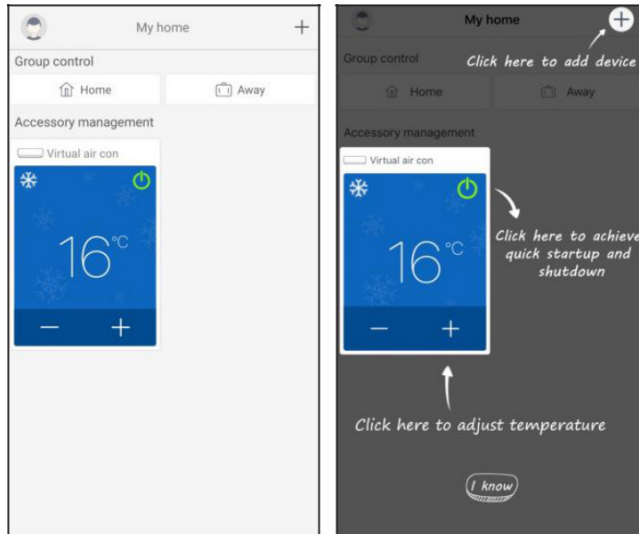 My home
+
Group control
Home
Away
Accessory management
Virtual air con
16°C
− +
My home
+
Click here to add device
Group control
Home
Away
Accessory management
Virtual air con
16°C
− +
Click here to achieve
quick startup and
shutdown
Click here to adjust temperature
I know